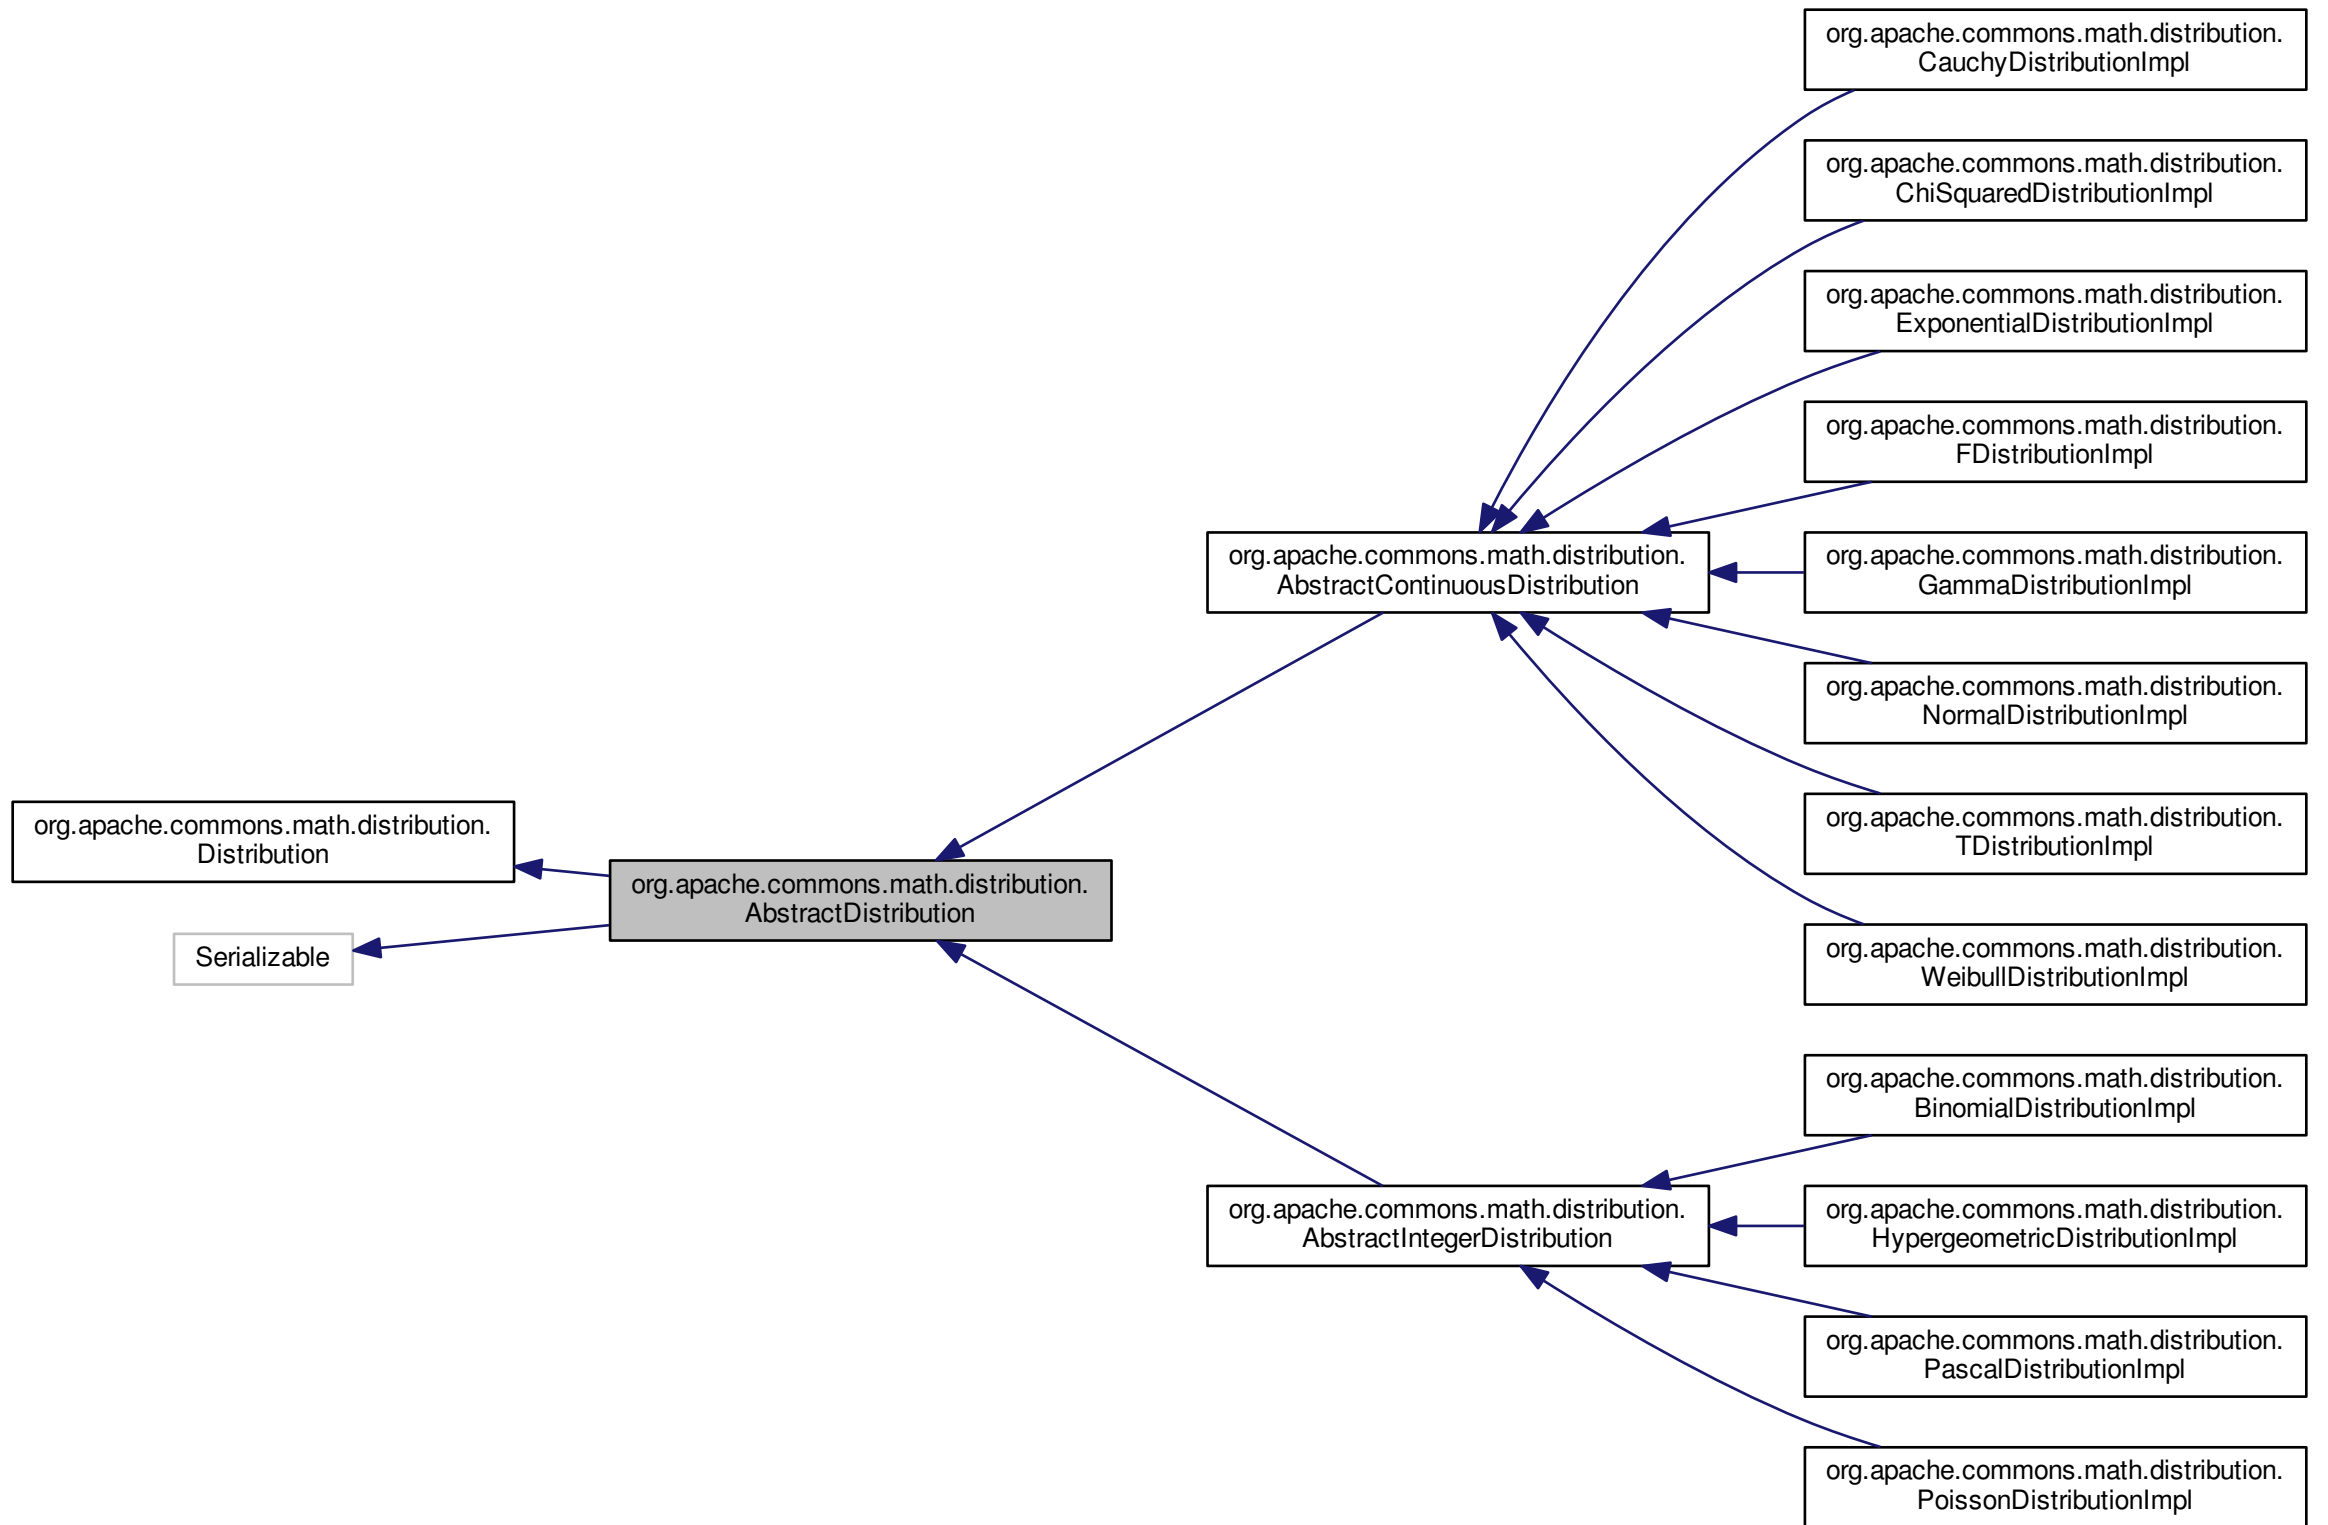 org.apache.commons.math.distribution.
CauchyDistributionImpl
org.apache.commons.math.distribution.
ChiSquaredDistributionImpl
org.apache.commons.math.distribution.
ExponentialDistributionImpl
org.apache.commons.math.distribution.
FDistributionImpl
org.apache.commons.math.distribution.
AbstractContinuousDistribution
org.apache.commons.math.distribution.
GammaDistributionImpl
org.apache.commons.math.distribution.
NormalDistributionImpl
org.apache.commons.math.distribution.
TDistributionImpl
org.apache.commons.math.distribution.
Distribution
org.apache.commons.math.distribution.
AbstractDistribution
Serializable
org.apache.commons.math.distribution.
WeibullDistributionImpl
org.apache.commons.math.distribution.
BinomialDistributionImpl
org.apache.commons.math.distribution.
AbstractIntegerDistribution
org.apache.commons.math.distribution.
HypergeometricDistributionImpl
org.apache.commons.math.distribution.
PascalDistributionImpl
org.apache.commons.math.distribution.
PoissonDistributionImpl